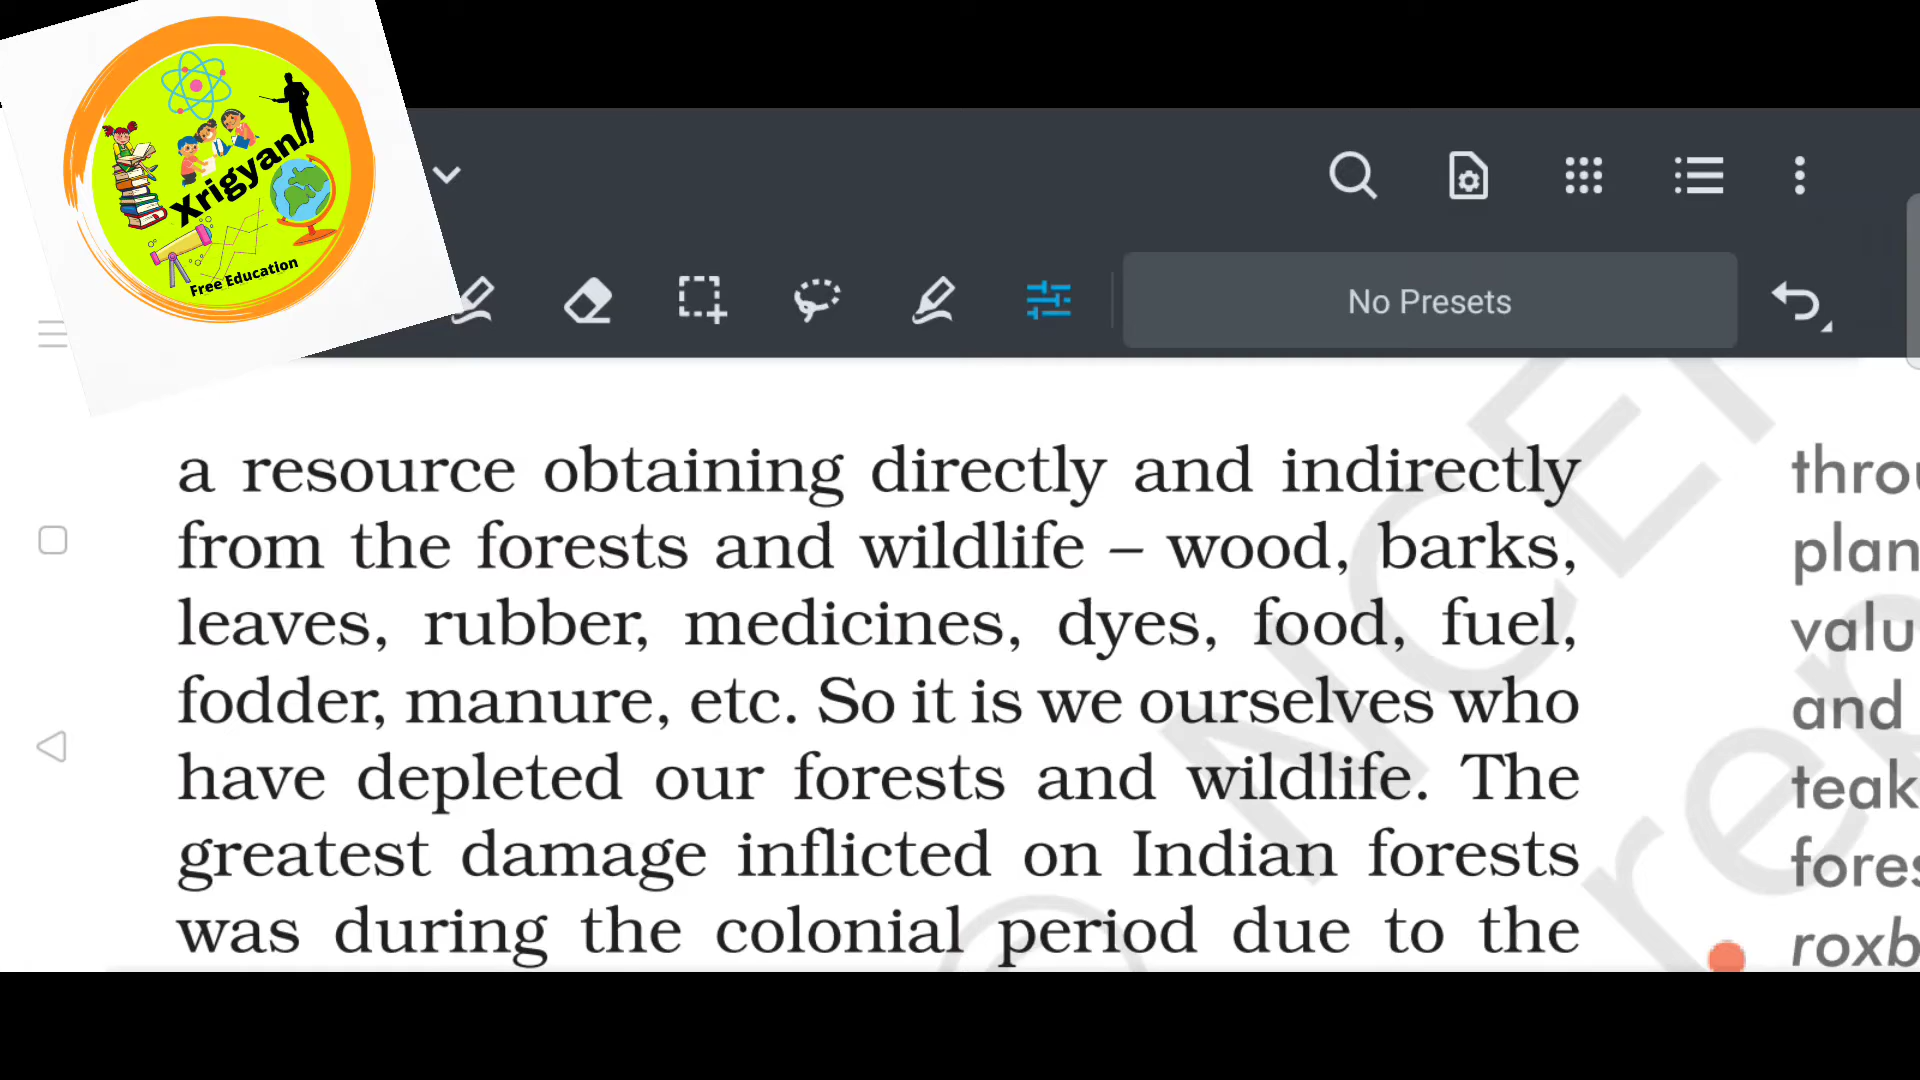 Xrigyan
Free Education
No Presets
a resource obtaining directly and indirectly
from the forests and wildlife – wood, barks,
leaves, rubber, medicines, dyes, food, fuel,
fodder, manure, etc. So it is we ourselves who
have depleted our forests and wildlife. The
greatest damage inflicted on Indian forests
was during the colonial period due to the
and
teak